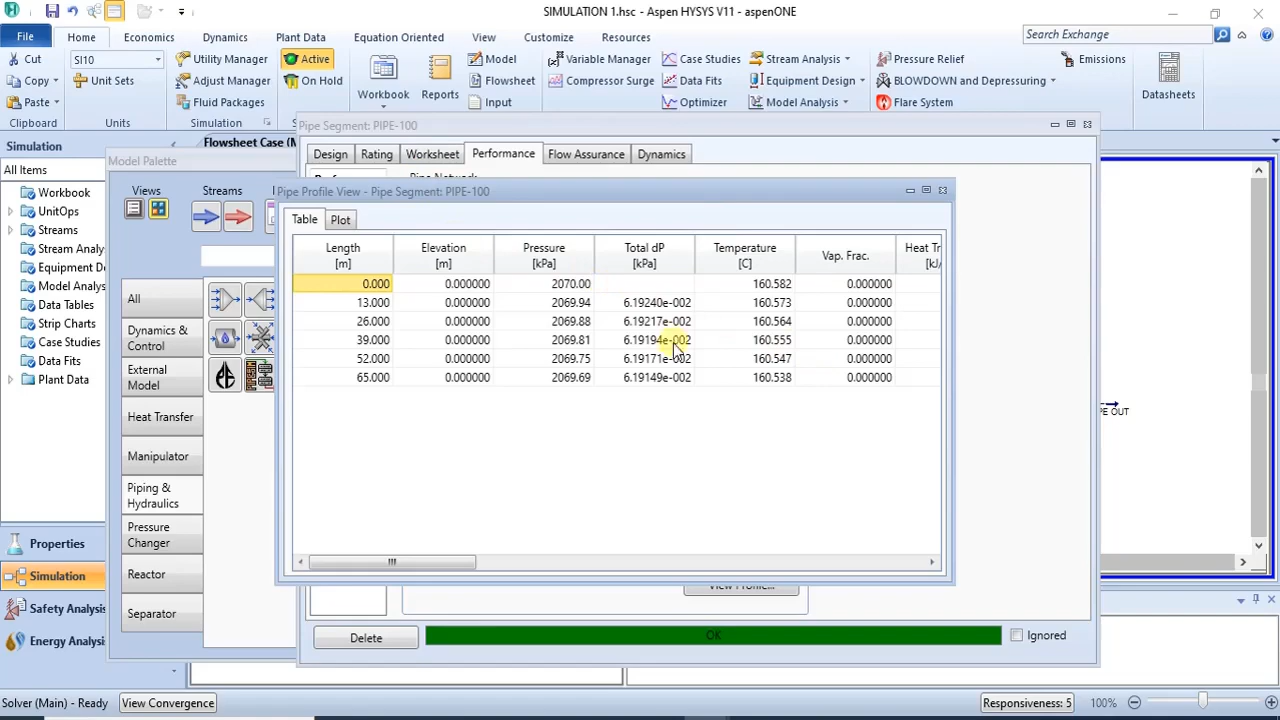 SIMULATION 1.hsc - Aspen HYSYS V11 - aspenONE
File Home Economics Dynamics Plant Data Equation Oriented View Customize Resources Search Exchange
Cut SI10 Utility Manager Active Model Variable Manager Case Studies Stream Analysis Pressure Relief Emissions
Copy Unit Sets Adjust Manager On Hold Workbook Reports Flowsheet Compressor Surge Data Fits Equipment Design BLOWDOWN and Depressuring Datasheets
Paste Fluid Packages Input Optimizer Model Analysis Flare System
Clipboard Units Simulation
Simulation
All Items
Workbook
UnitOps
Streams
Stream Analy
Equipment D
Model Analys
Data Tables
Strip Charts
Case Studies
Data Fits
Plant Data
Properties
Simulation
Safety Analysis
Energy Analysis
Flowsheet Case (M
Model Palette
Views Streams
All
Dynamics & Control
External Model
Heat Transfer
Manipulator
Piping & Hydraulics
Pressure Changer
Reactor
Separator
Pipe Segment: PIPE-100
Design Rating Worksheet Performance Flow Assurance Dynamics
Pipe Profile View - Pipe Segment: PIPE-100
Table Plot
Length Elevation Pressure Total dP Temperature Vap. Frac. Heat Tr
[m] [m] [kPa] [kPa] [C] [kJ/
0.000 0.000000 2070.00 160.582 0.000000
13.000 0.000000 2069.94 6.19240e-002 160.573 0.000000
26.000 0.000000 2069.88 6.19217e-002 160.564 0.000000
39.000 0.000000 2069.81 6.19194e-002 160.555 0.000000
52.000 0.000000 2069.75 6.19171e-002 160.547 0.000000
65.000 0.000000 2069.69 6.19149e-002 160.538 0.000000
PE OUT
Delete OK Ignored
Solver (Main) - Ready View Convergence Responsiveness: 5 100%